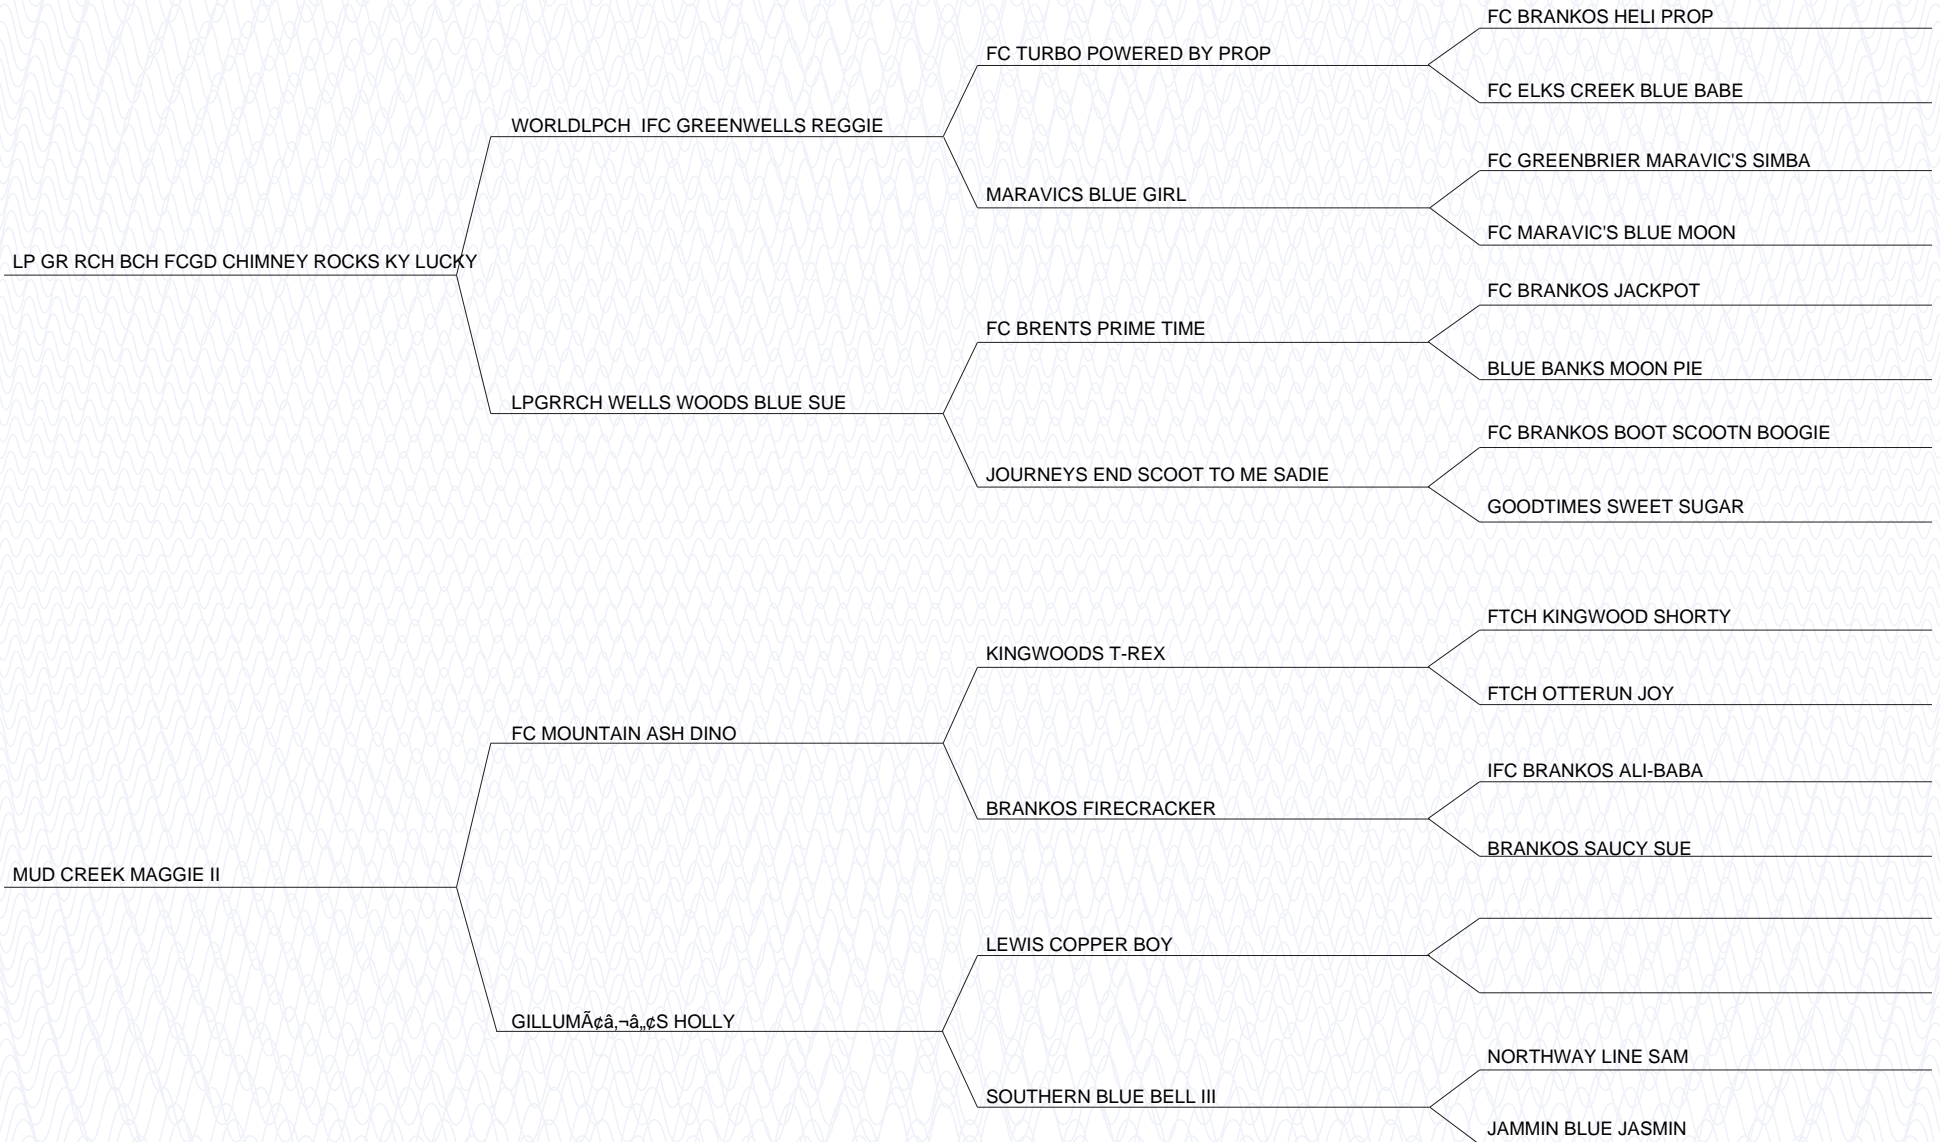 FC BRANKOS HELI PROP
FC TURBO POWERED BY PROP
FC ELKS CREEK BLUE BABE
WORLDLPCH  IFC GREENWELLS REGGIE
FC GREENBRIER MARAVIC'S SIMBA
MARAVICS BLUE GIRL
FC MARAVIC'S BLUE MOON
LP GR RCH BCH FCGD CHIMNEY ROCKS KY LUCKY
FC BRANKOS JACKPOT
FC BRENTS PRIME TIME
BLUE BANKS MOON PIE
LPGRRCH WELLS WOODS BLUE SUE
FC BRANKOS BOOT SCOOTN BOOGIE
JOURNEYS END SCOOT TO ME SADIE
GOODTIMES SWEET SUGAR
FTCH KINGWOOD SHORTY
KINGWOODS T-REX
FTCH OTTERUN JOY
FC MOUNTAIN ASH DINO
IFC BRANKOS ALI-BABA
BRANKOS FIRECRACKER
BRANKOS SAUCY SUE
MUD CREEK MAGGIE II
LEWIS COPPER BOY
GILLUMÃ¢â‚¬â„¢S HOLLY
NORTHWAY LINE SAM
SOUTHERN BLUE BELL III
JAMMIN BLUE JASMIN